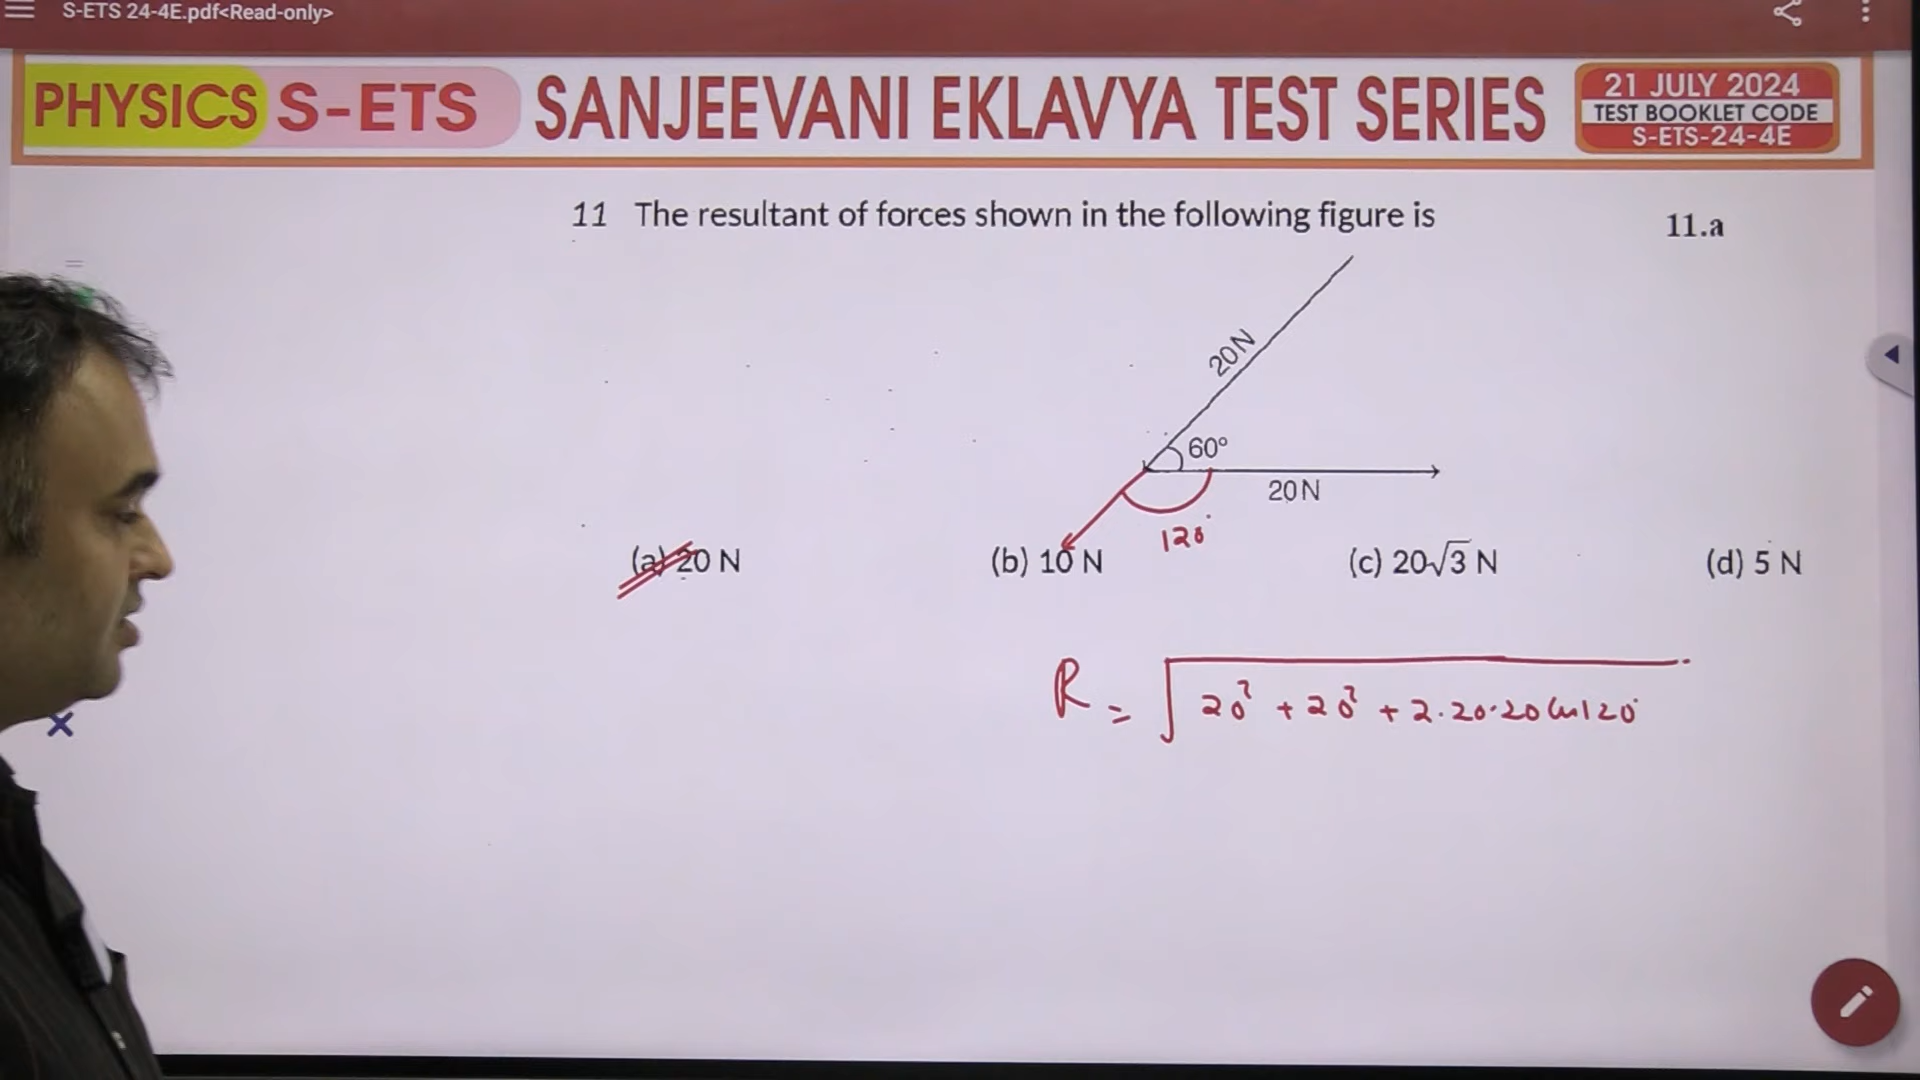 S-ETS 24-4E.pdf<Read-only>
PHYSICS S-ETS SANJEEVANI EKLAVYA TEST SERIES
21 JULY 2024
TEST BOOKLET CODE
S-ETS-24-4E
11 The resultant of forces shown in the following figure is
11.a
20N
60°
20N
120°
(a) 20 N (b) 10 N (c) 20√3 N (d) 5 N
R = √20² + 20² + 2.20.20 Cos120°